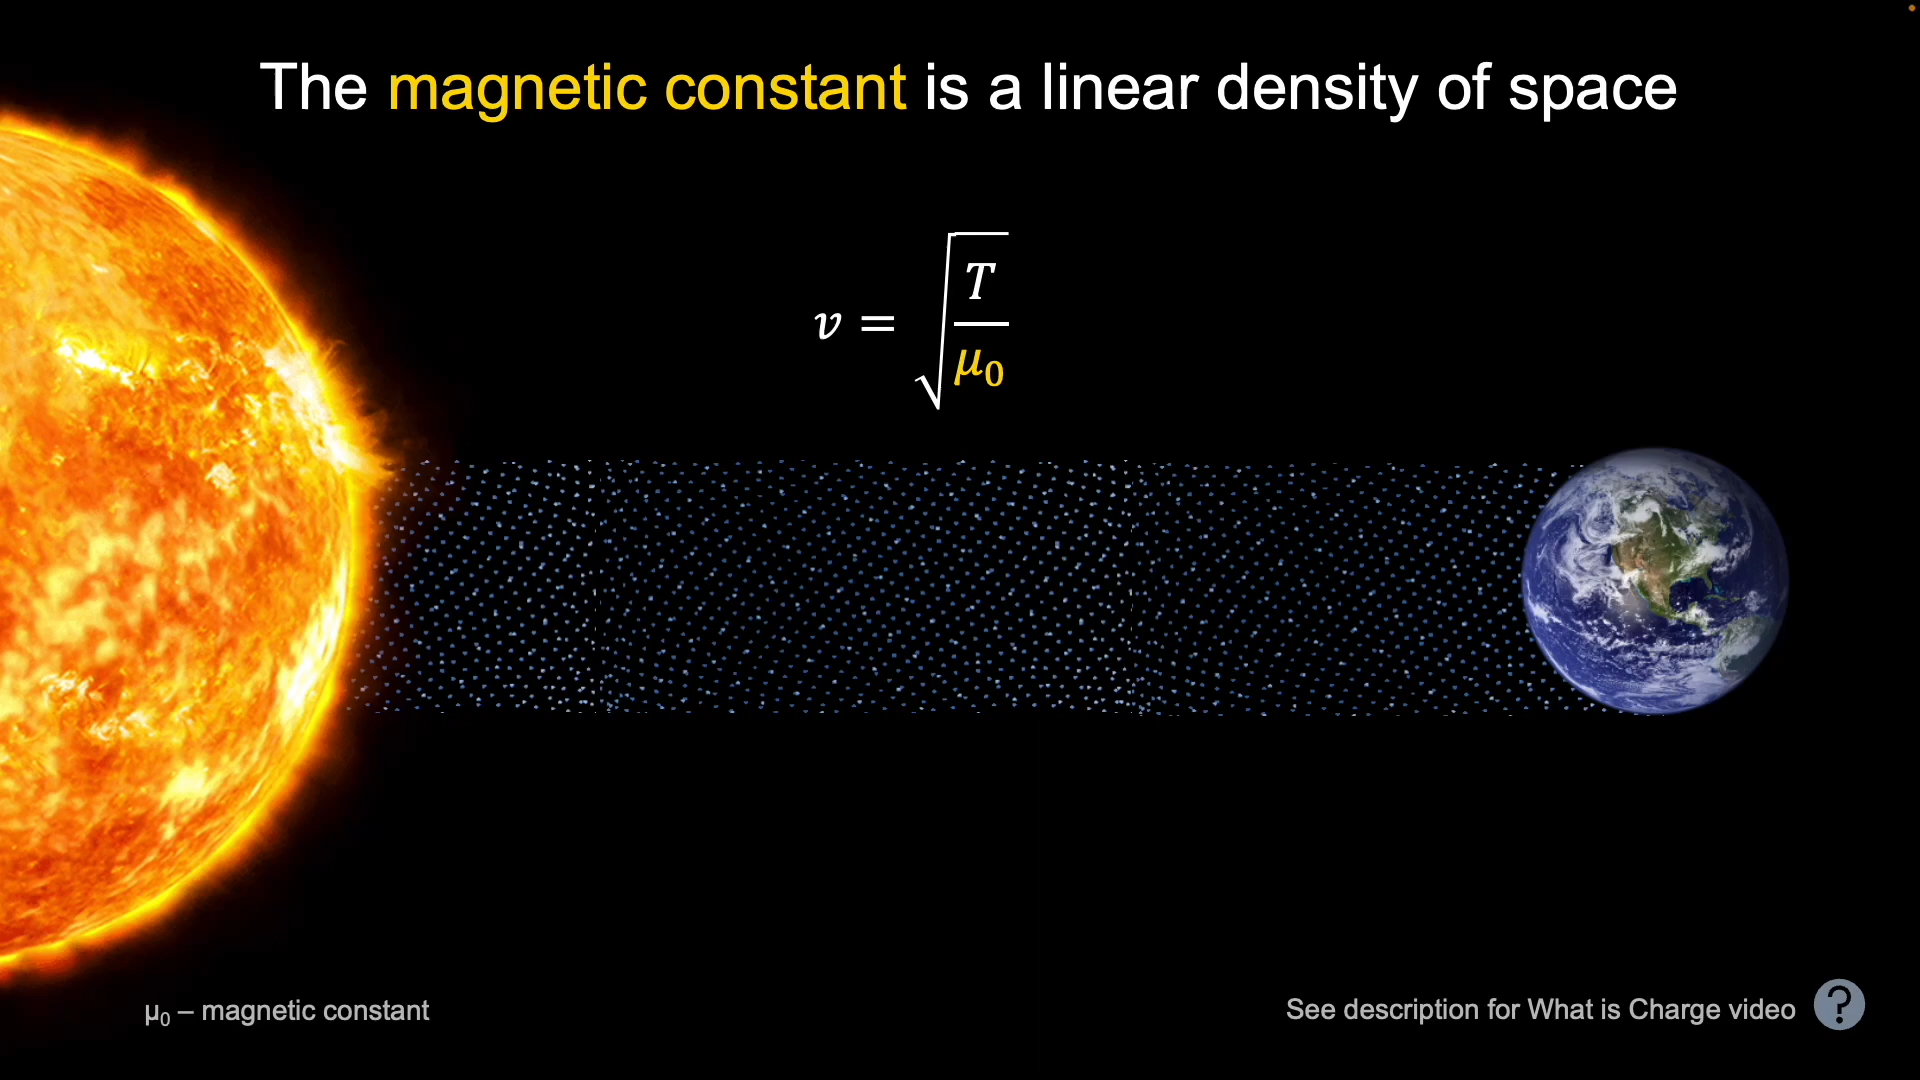 The magnetic constant is a linear density of space
v = √(T/μ₀)
μ₀ – magnetic constant
See description for What is Charge video ?